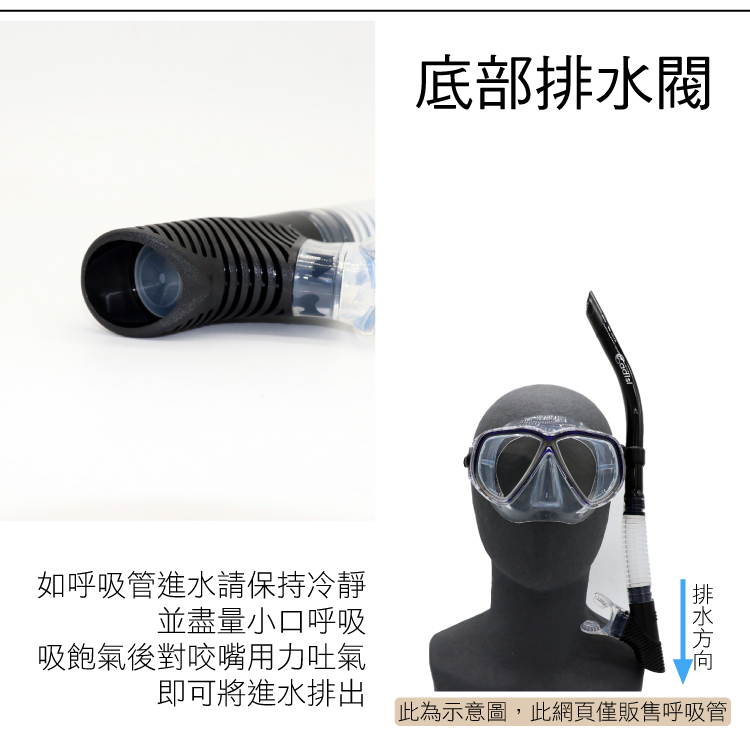 底部排水閥
adisi
如呼吸管進水請保持冷靜
並盡量小口呼吸
吸飽氣後對咬嘴用力吐氣
即可將進水排出
排水方向
此為示意圖，此網頁僅販售呼吸管